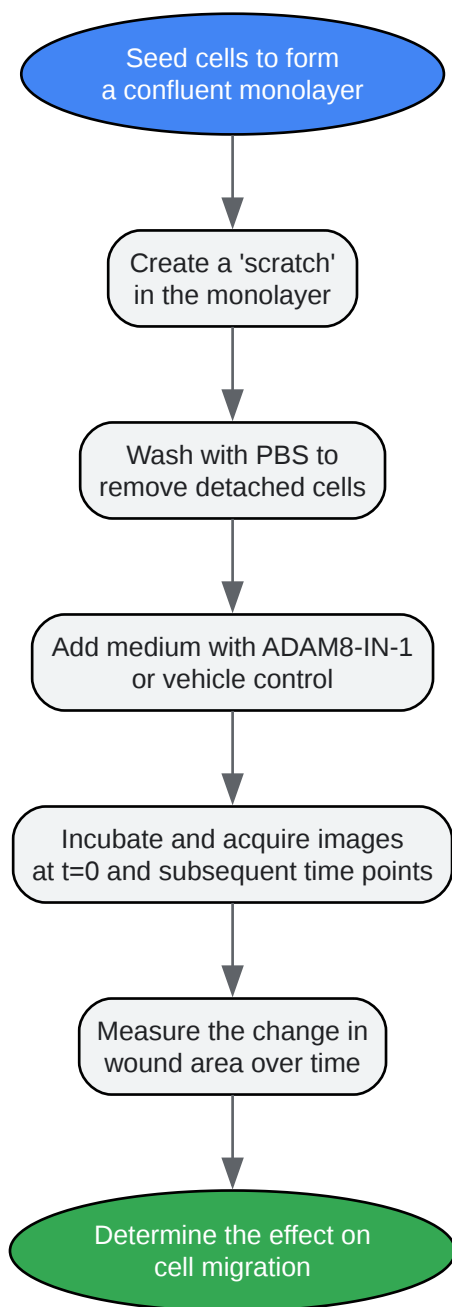 Seed cells to form
a confluent monolayer
Create a 'scratch'
in the monolayer
Wash with PBS to
remove detached cells
Add medium with ADAM8-IN-1
or vehicle control
Incubate and acquire images
at t=0 and subsequent time points
Measure the change in
wound area over time
Determine the effect on
cell migration